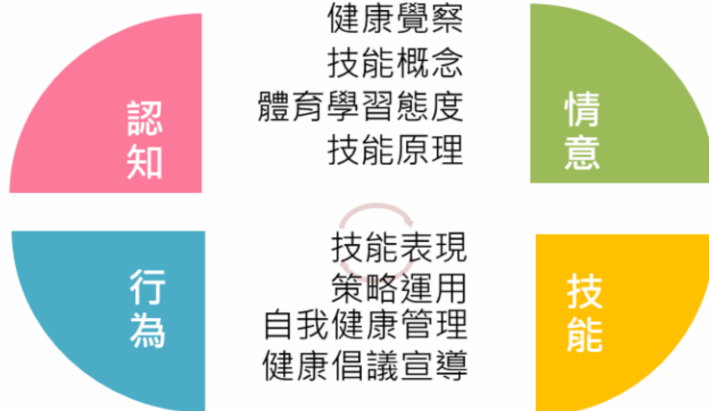 認知
健康覺察
技能概念
體育學習態度
技能原理
情意
行為
技能表現
策略運用
自我健康管理
健康倡議宣導
技能